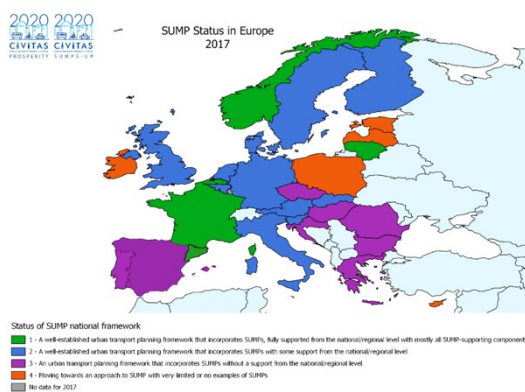 2020 2020
CIVITAS CIVITAS
PROSPERITY SUMPS-UP
SUMP Status in Europe
2017
Status of SUMP national framework
1 - A well-established urban transport planning framework that incorporates SUMPs, fully supported from the national/regional level with mostly all SUMP-supporting component
2 - A well-established urban transport planning framework that incorporates SUMPs with some support from the national/regional level
3 - An urban transport planning framework that incorporates SUMPs without a support from the national/regional level
4 - Moving towards an approach to SUMP with very limited or no examples of SUMPs
No data for 2017